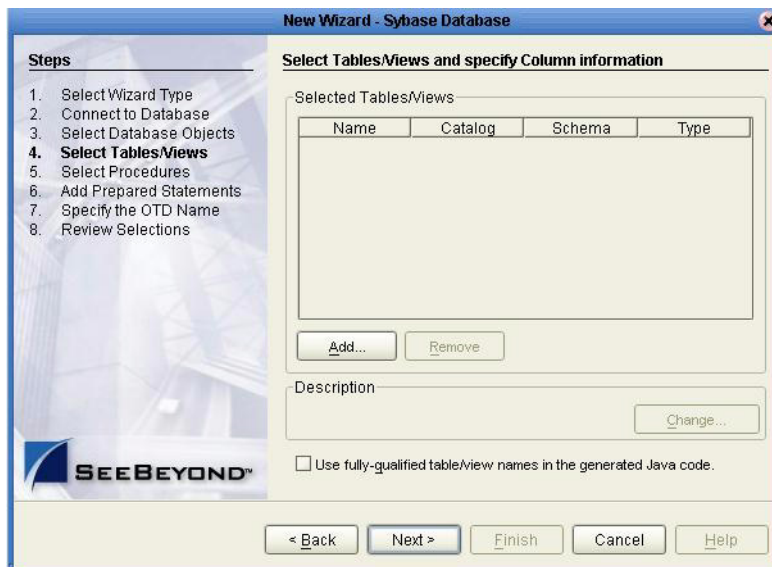 New Wizard - Sybase Database
Steps
1. Select Wizard Type
2. Connect to Database
3. Select Database Objects
4. Select Tables/Views
5. Select Procedures
6. Add Prepared Statements
7. Specify the OTD Name
8. Review Selections
SEEBEYOND™
Select Tables/Views and specify Column information
Selected Tables/Views
Name Catalog Schema Type
Add... Remove
Description
Change...
Use fully-qualified table/view names in the generated Java code.
< Back Next > Finish Cancel Help